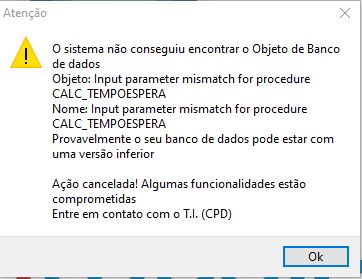 Atenção
O sistema não conseguiu encontrar o Objeto de Banco
de dados
Objeto: Input parameter mismatch for procedure
CALC_TEMPOESPERA
Nome: Input parameter mismatch for procedure
CALC_TEMPOESPERA
Provavelmente o seu banco de dados pode estar com
uma versão inferior
Ação cancelada! Algumas funcionalidades estão
comprometidas
Entre em contato com o T.I. (CPD)
Ok